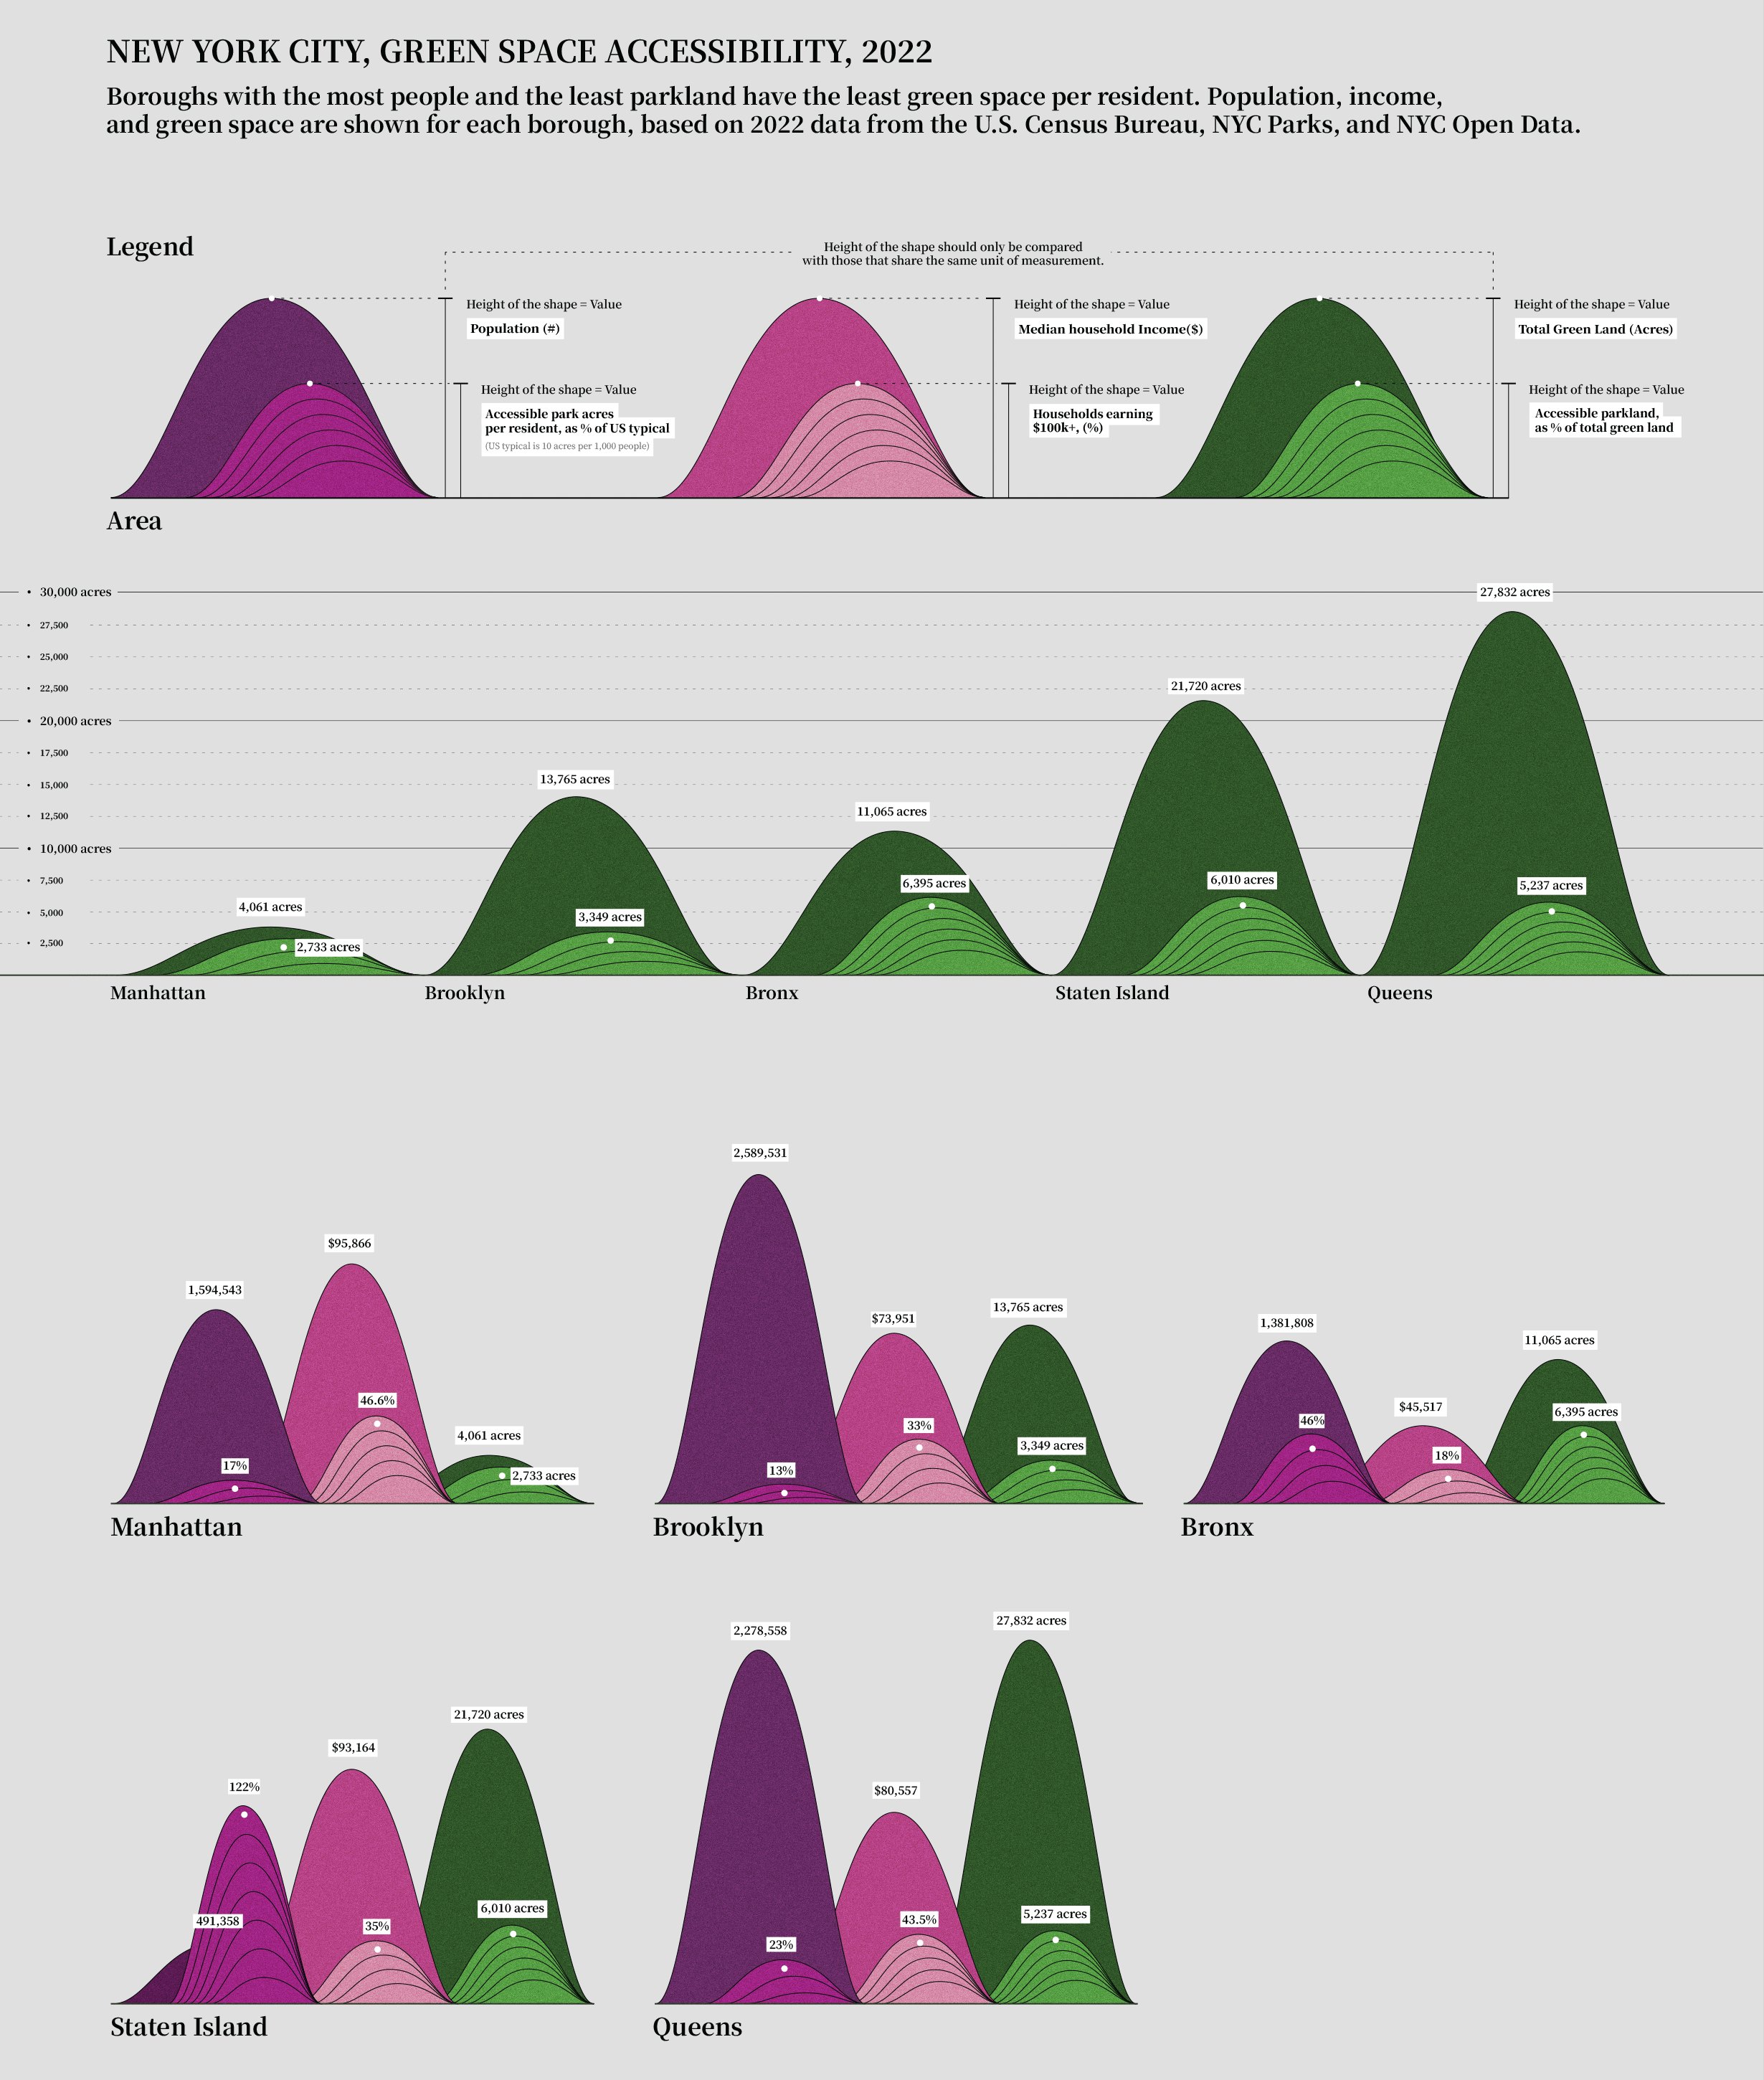 NEW YORK CITY, GREEN SPACE ACCESSIBILITY, 2022
Boroughs with the most people and the least parkland have the least green space per resident. Population, income,
and green space are shown for each borough, based on 2022 data from the U.S. Census Bureau, NYC Parks, and NYC Open Data.
Legend
Height of the shape should only be compared
with those that share the same unit of measurement.
Height of the shape = Value
Population (#)
Height of the shape = Value
Accessible park acres
per resident, as % of US typical
(US typical is 10 acres per 1,000 people)
Height of the shape = Value
Median household Income($)
Height of the shape = Value
Households earning
$100k+, (%)
Height of the shape = Value
Total Green Land (Acres)
Height of the shape = Value
Accessible parkland,
as % of total green land
Area
• 30,000 acres
• 27,500
• 25,000
• 22,500
• 20,000 acres
• 17,500
• 15,000
• 12,500
• 10,000 acres
• 7,500
• 5,000
• 2,500
4,061 acres
2,733 acres
13,765 acres
3,349 acres
11,065 acres
6,395 acres
21,720 acres
6,010 acres
27,832 acres
5,237 acres
Manhattan
Brooklyn
Bronx
Staten Island
Queens
1,594,543
17%
$95,866
46.6%
4,061 acres
2,733 acres
Manhattan
2,589,531
13%
$73,951
33%
13,765 acres
3,349 acres
Brooklyn
1,381,808
46%
$45,517
18%
11,065 acres
6,395 acres
Bronx
122%
491,358
$93,164
35%
21,720 acres
6,010 acres
Staten Island
2,278,558
23%
$80,557
43.5%
27,832 acres
5,237 acres
Queens